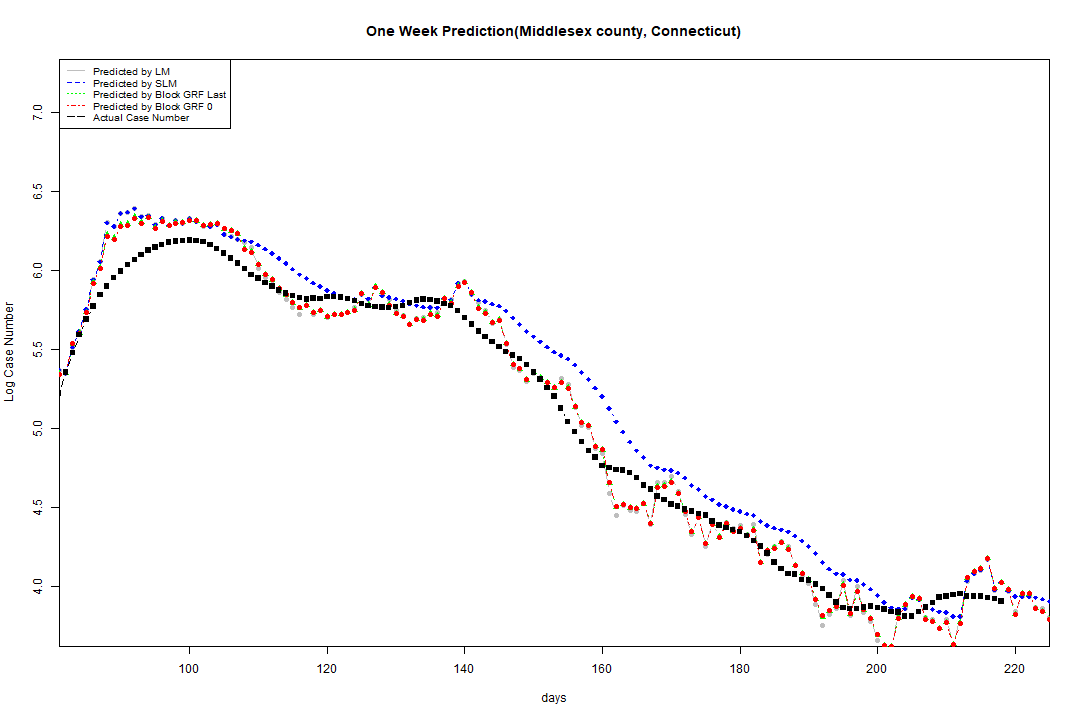 One Week Prediction(Middlesex county, Connecticut)
Predicted by LM
Predicted by SLM
Predicted by Block GRF Last
Predicted by Block GRF 0
Actual Case Number
7.0
6.5
6.0
5.5
5.0
4.5
4.0
Log Case Number
100 120 140 160 180 200 220
days